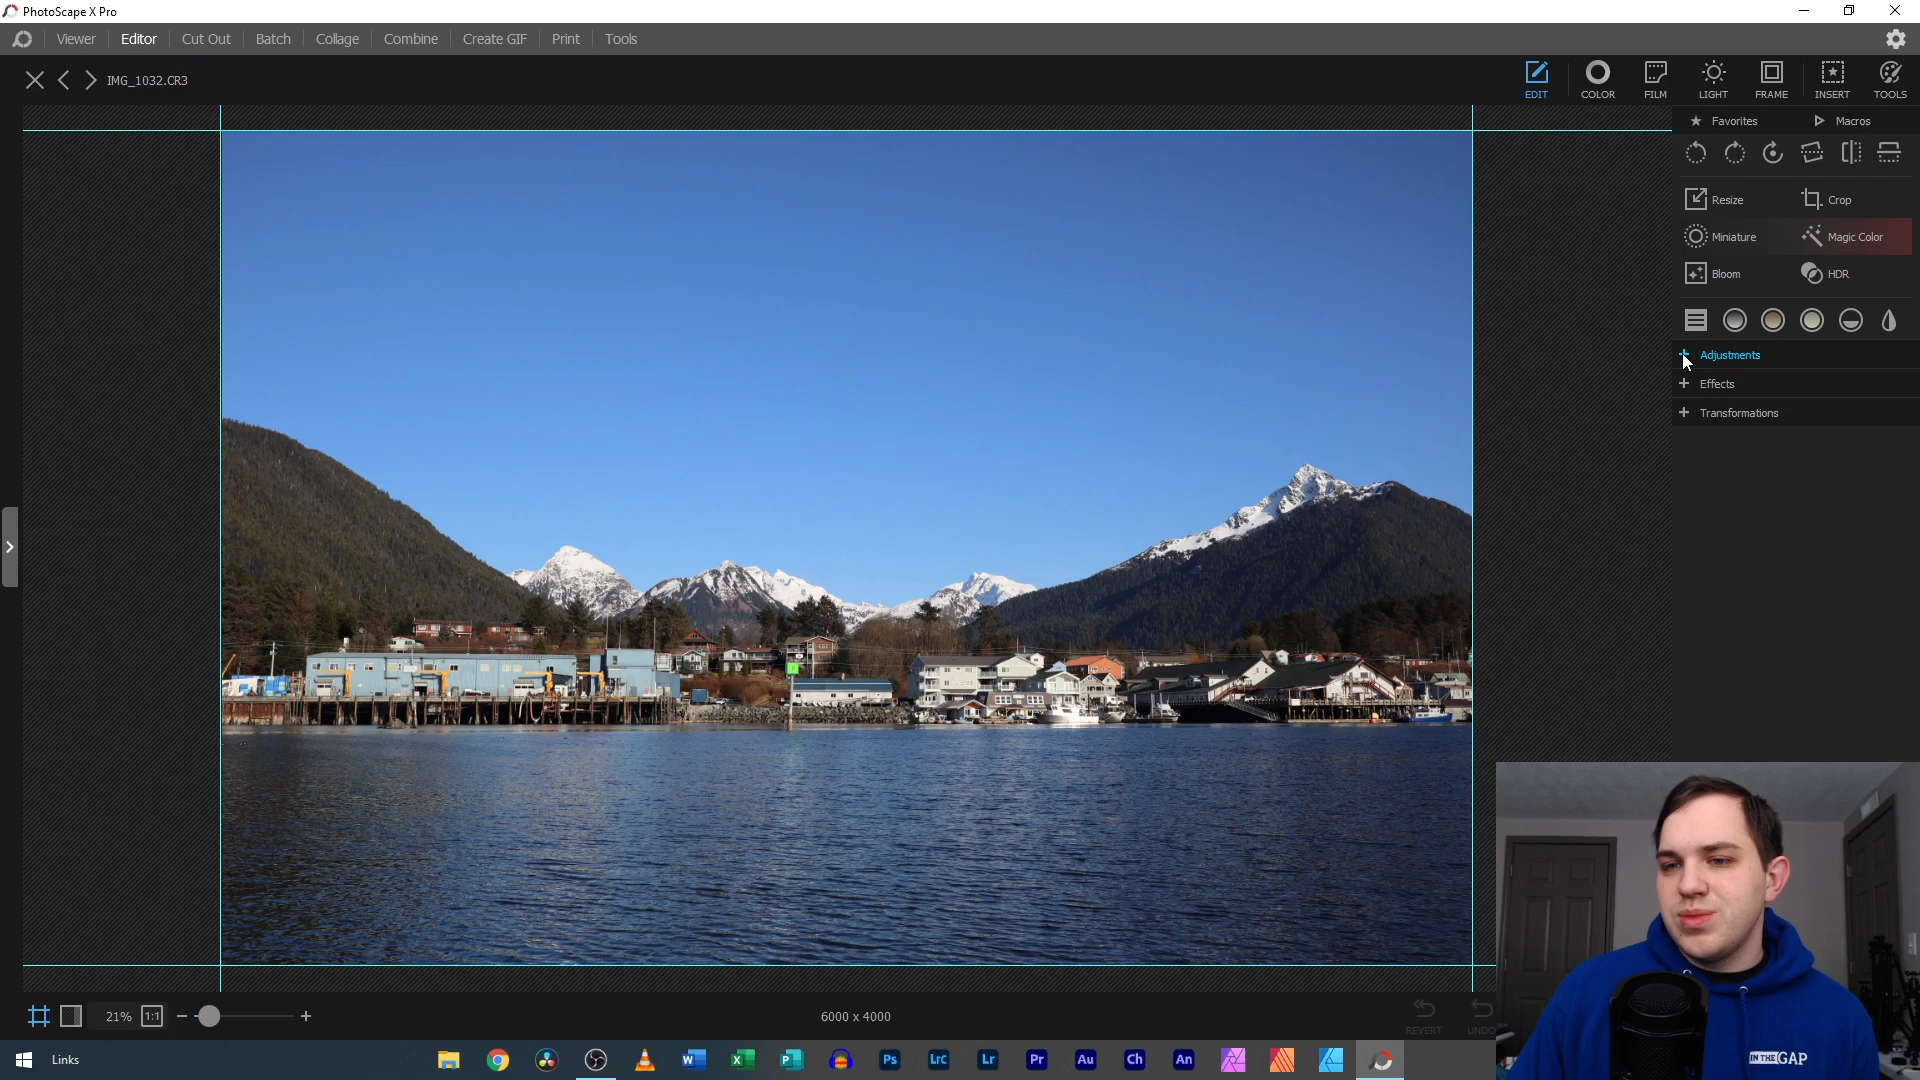 PhotoScape X Pro
Viewer Editor Cut Out Batch Collage Combine Create GIF Print Tools
IMG_1032.CR3
EDIT COLOR FILM LIGHT FRAME INSERT TOOLS
Favorites Macros
Resize Crop
Miniature Magic Color
Bloom HDR
Adjustments
Effects
Transformations
21% 1:1 6000 x 4000 REVERT UNDO
IN THE GAP
Links W X P Ps LrC Lr Pr Au Ch An